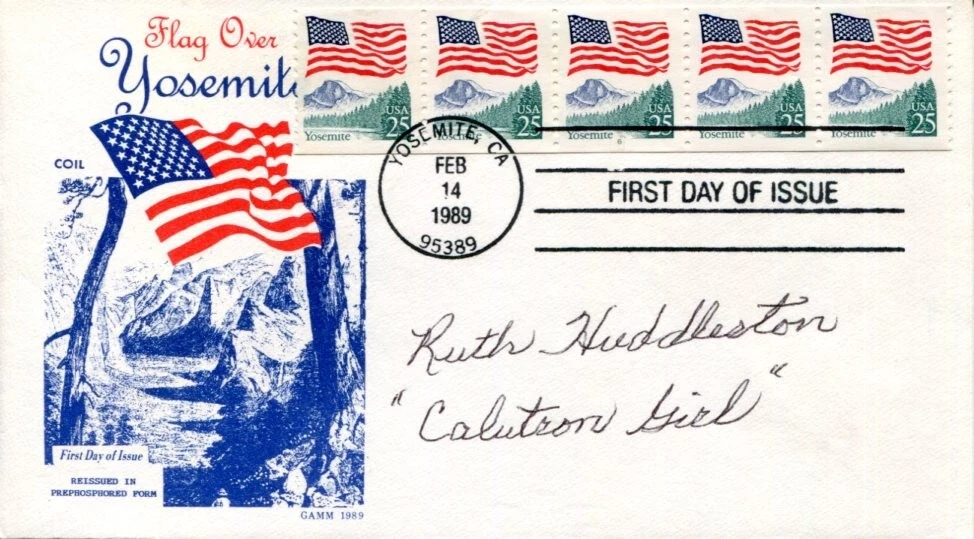 Flag Over
Yosemite
COIL
First Day of Issue
REISSUED IN
PREPHOSPHORED FORM
GAMM 1989
Yosemite USA 25
Yosemite USA 25
Yosemite USA 25
Yosemite USA 25
Yosemite USA 25
YOSEMITE, CA
FEB
14
1989
95389
FIRST DAY OF ISSUE
Ruth Huddleston
"Calutron Girl"